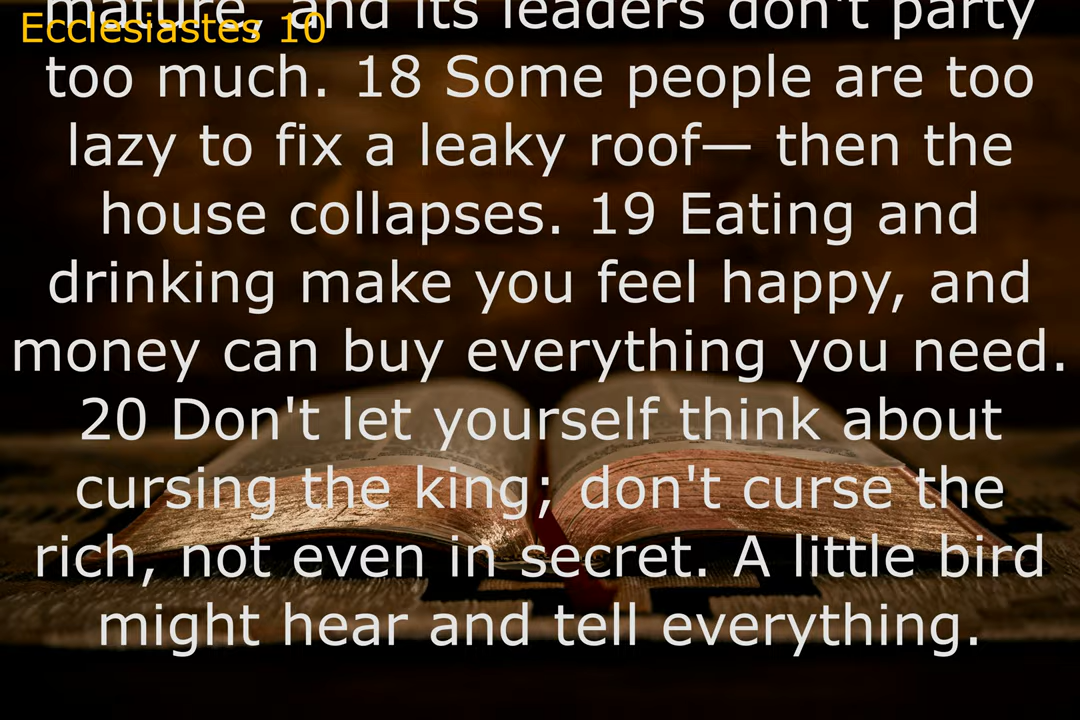 mature, and its leaders don't party
Ecclesiastes 10
too much. 18 Some people are too
lazy to fix a leaky roof— then the
house collapses. 19 Eating and
drinking make you feel happy, and
money can buy everything you need.
20 Don't let yourself think about
cursing the king; don't curse the
rich, not even in secret. A little bird
might hear and tell everything.